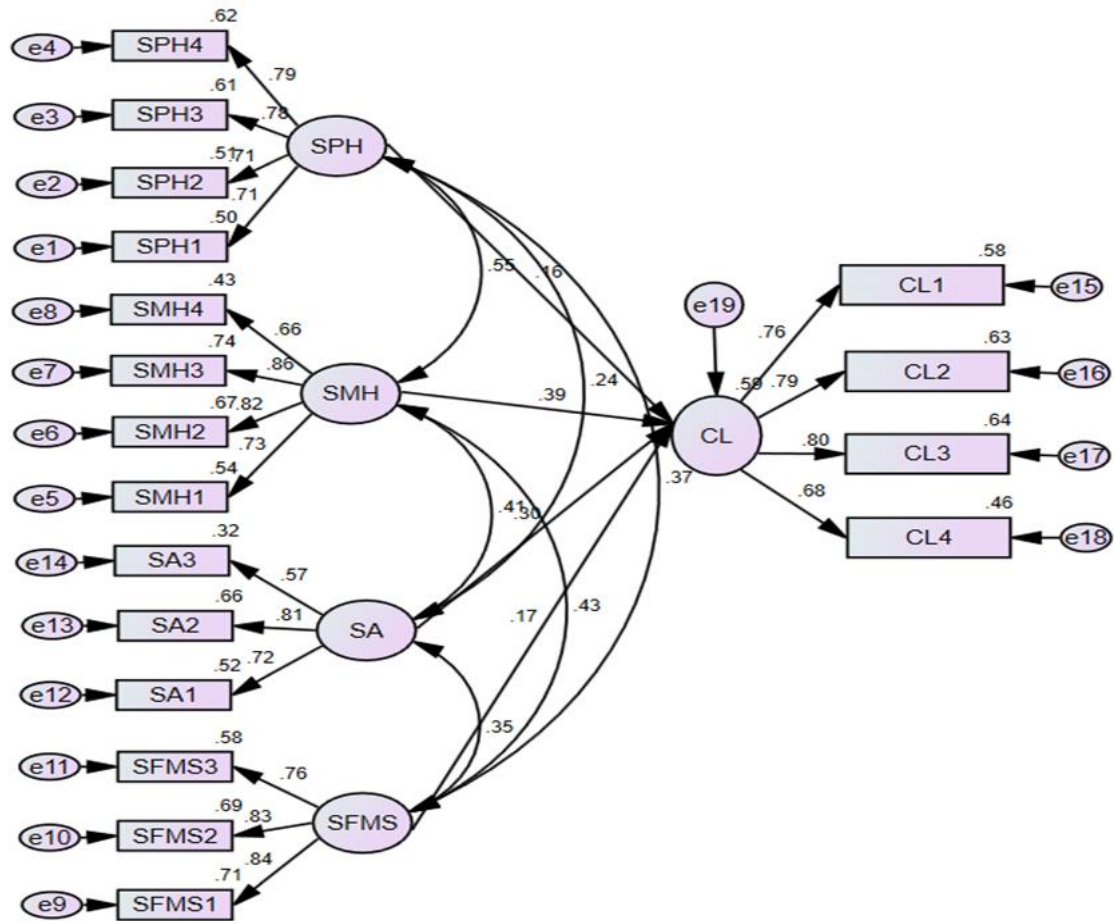 .62
e4
SPH4
.79
.61
e3
SPH3
.78
SPH
.51
.71
e2
SPH2
.71
.50
e1
SPH1
.55
.16
.43
e8
SMH4
.66
.74
e7
SMH3
.86
SMH
.67
.82
e6
SMH2
.73
.54
e5
SMH1
.39
.24
e19
.59
CL
.37
.58
CL1
e15
.76
.63
CL2
e16
.79
.64
CL3
e17
.80
.46
CL4
e18
.68
.41
.30
.32
e14
SA3
.57
.66
e13
SA2
.81
SA
.52
.72
e12
SA1
.17
.43
.35
.58
e11
SFMS3
.76
.69
e10
SFMS2
.83
SFMS
.84
.71
e9
SFMS1